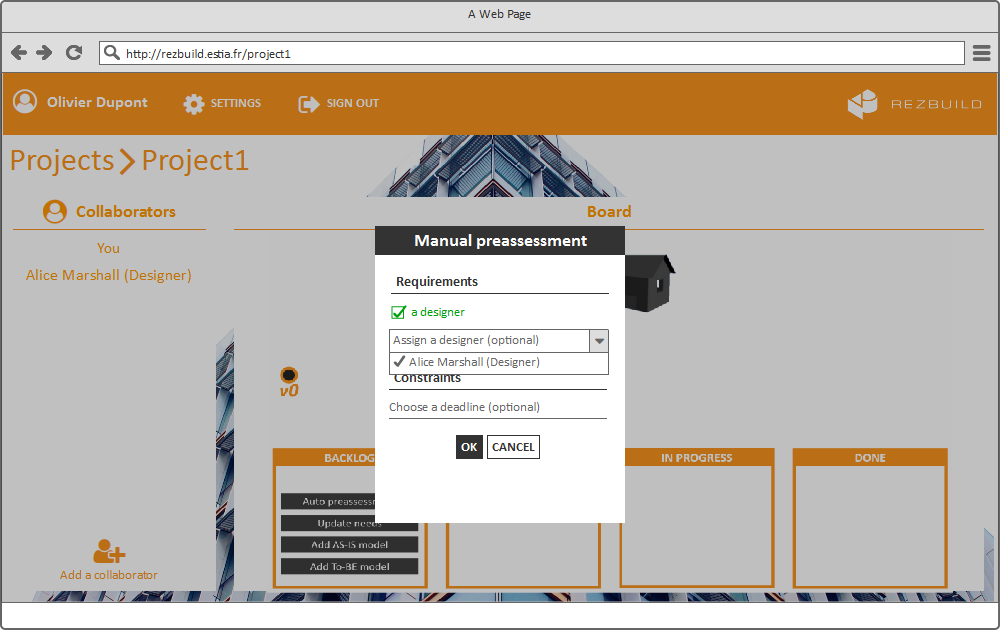 A Web Page
http://rezbuild.estia.fr/project1
Olivier Dupont
SETTINGS
SIGN OUT
REZBUILD
Projects
Project1
Collaborators
You
Alice Marshall (Designer)
Add a collaborator
Board
v0
Manual preassessment
Requirements
a designer
Assign a designer (optional)
Alice Marshall (Designer)
Constraints
Choose a deadline (optional)
OK
CANCEL
BACKLOG
Auto preassessm
Update needs
Add AS-IS model
Add To-BE model
IN PROGRESS
DONE